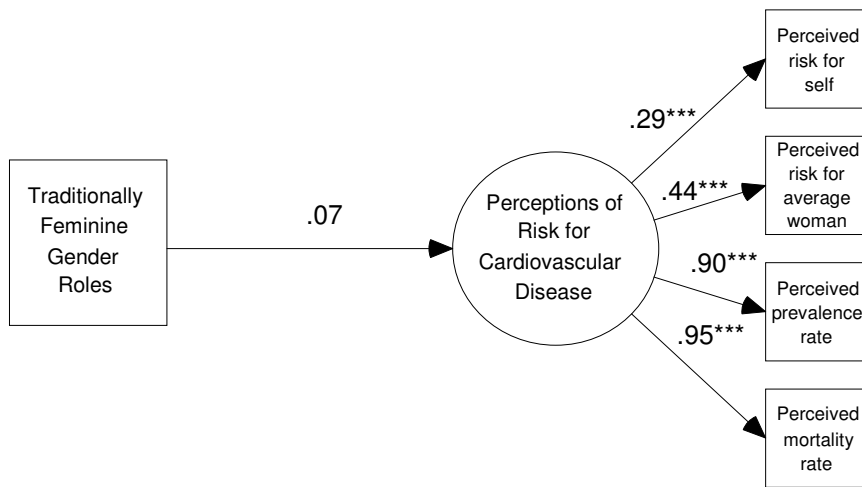 Traditionally
Feminine
Gender
Roles
.07
Perceptions of
Risk for
Cardiovascular
Disease
.29***
.44***
.90***
.95***
Perceived
risk for
self
Perceived
risk for
average
woman
Perceived
prevalence
rate
Perceived
mortality
rate